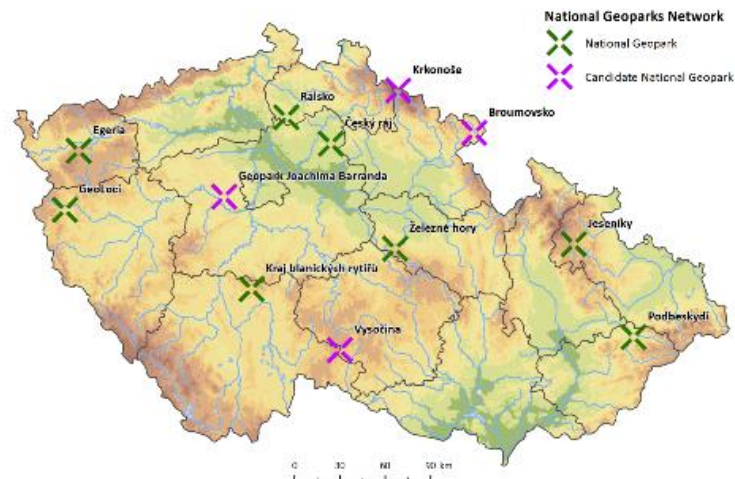 National Geoparks Network
National Geopark
Candidate National Geopark
Krkonoše
Ralsko
Broumovsko
Český ráj
Egeria
Geopark Joachima Barranda
GeoLoci
Železné hory
Jeseníky
Kraj blanických rytířů
Podbeskydí
Vysočina
0 30 60 90 km